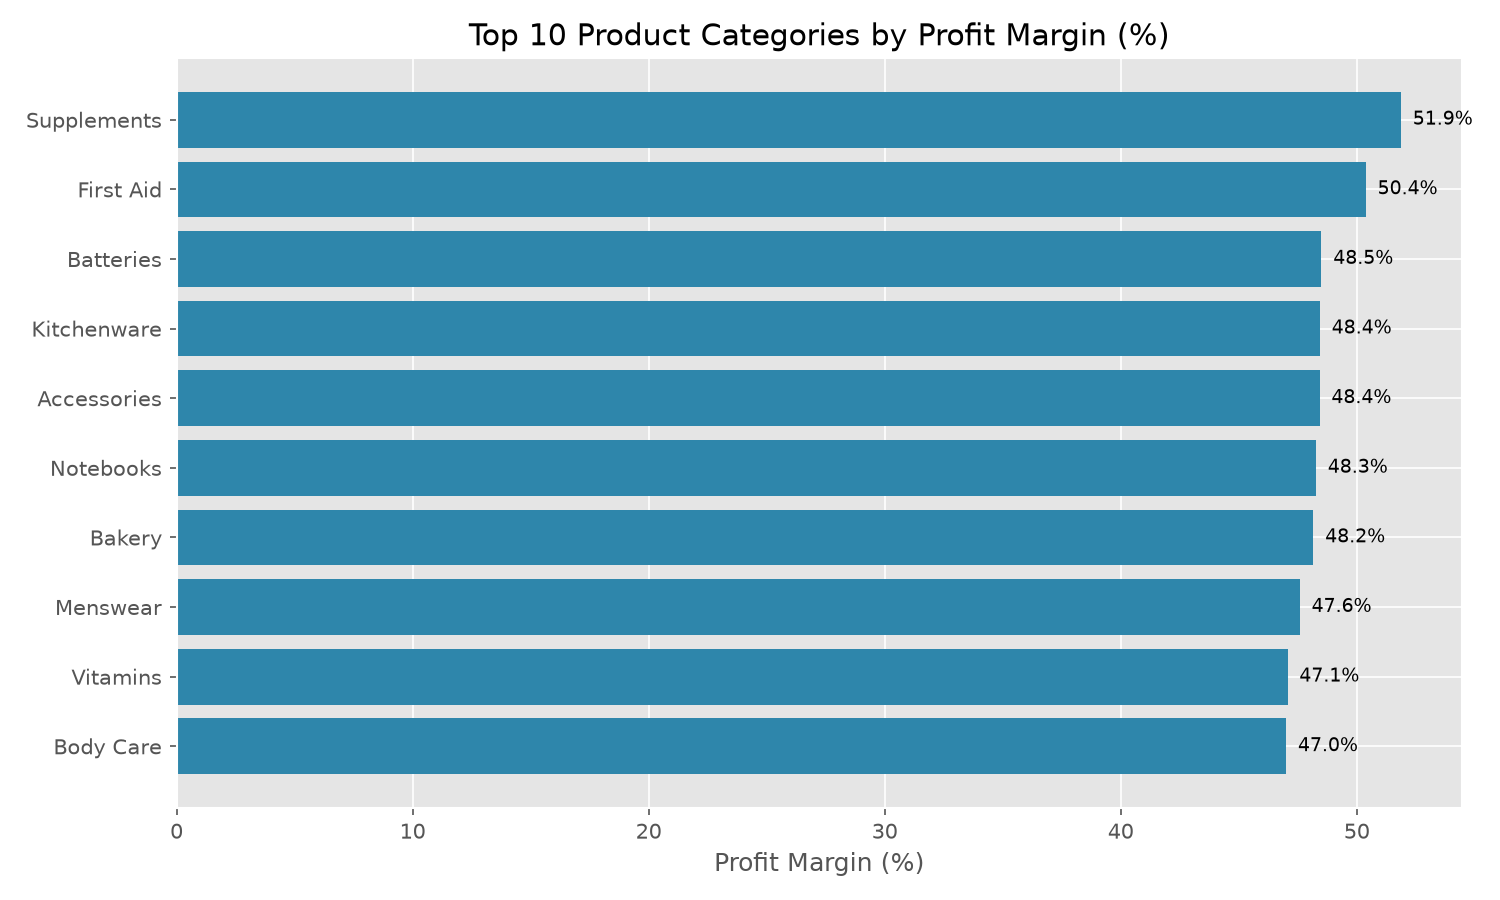 Top 10 Product Categories by Profit Margin (%)
Supplements 51.9%
First Aid 50.4%
Batteries 48.5%
Kitchenware 48.4%
Accessories 48.4%
Notebooks 48.3%
Bakery 48.2%
Menswear 47.6%
Vitamins 47.1%
Body Care 47.0%
0 10 20 30 40 50
Profit Margin (%)